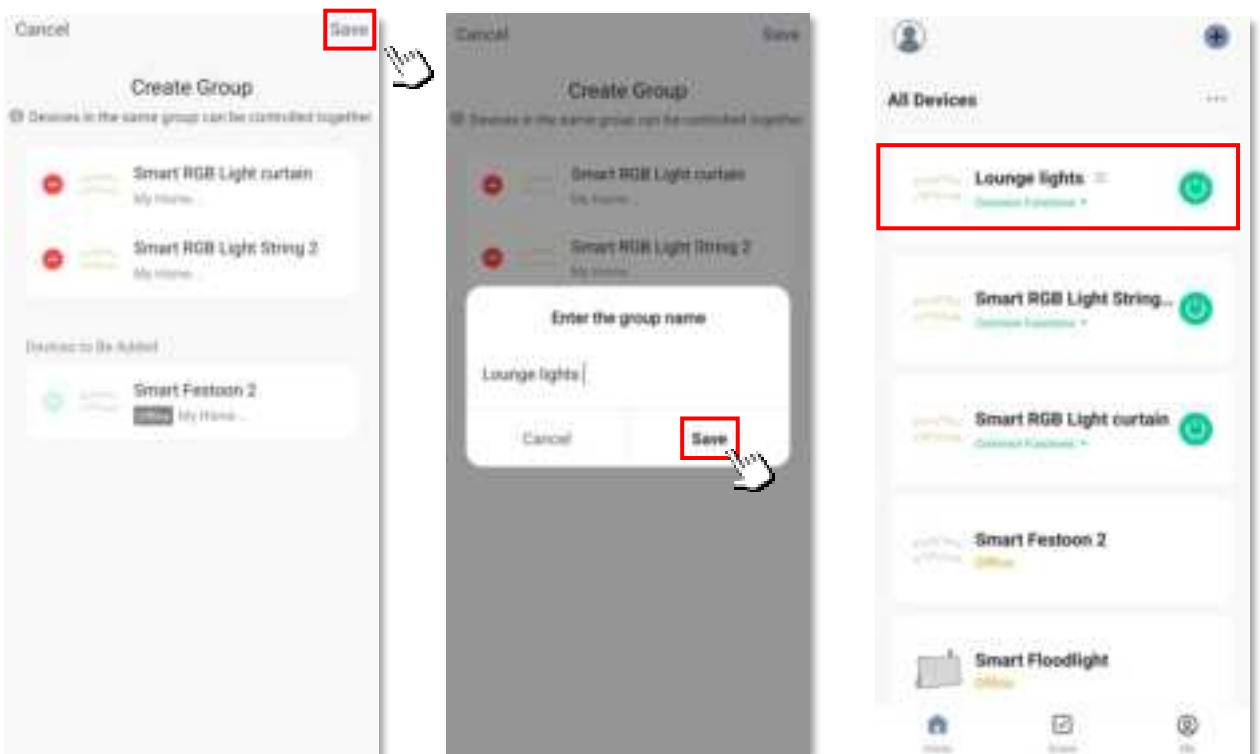 Cancel
Save
Create Group
Devices in the same group can be controlled together
Smart RGB Light curtain
My Home...
Smart RGB Light String 2
My Home...
Devices to Be Added
Smart Festoon 2
Offline My Home...
Cancel
Save
Create Group
Devices in the same group can be controlled together
Smart RGB Light curtain
My Home...
Smart RGB Light String 2
My Home...
Enter the group name
Lounge lights
Cancel
Save
All Devices
Lounge lights
Common Functions
Smart RGB Light String...
Common Functions
Smart RGB Light curtain
Common Functions
Smart Festoon 2
Offline
Smart Floodlight
Offline
Home
Scene
Me